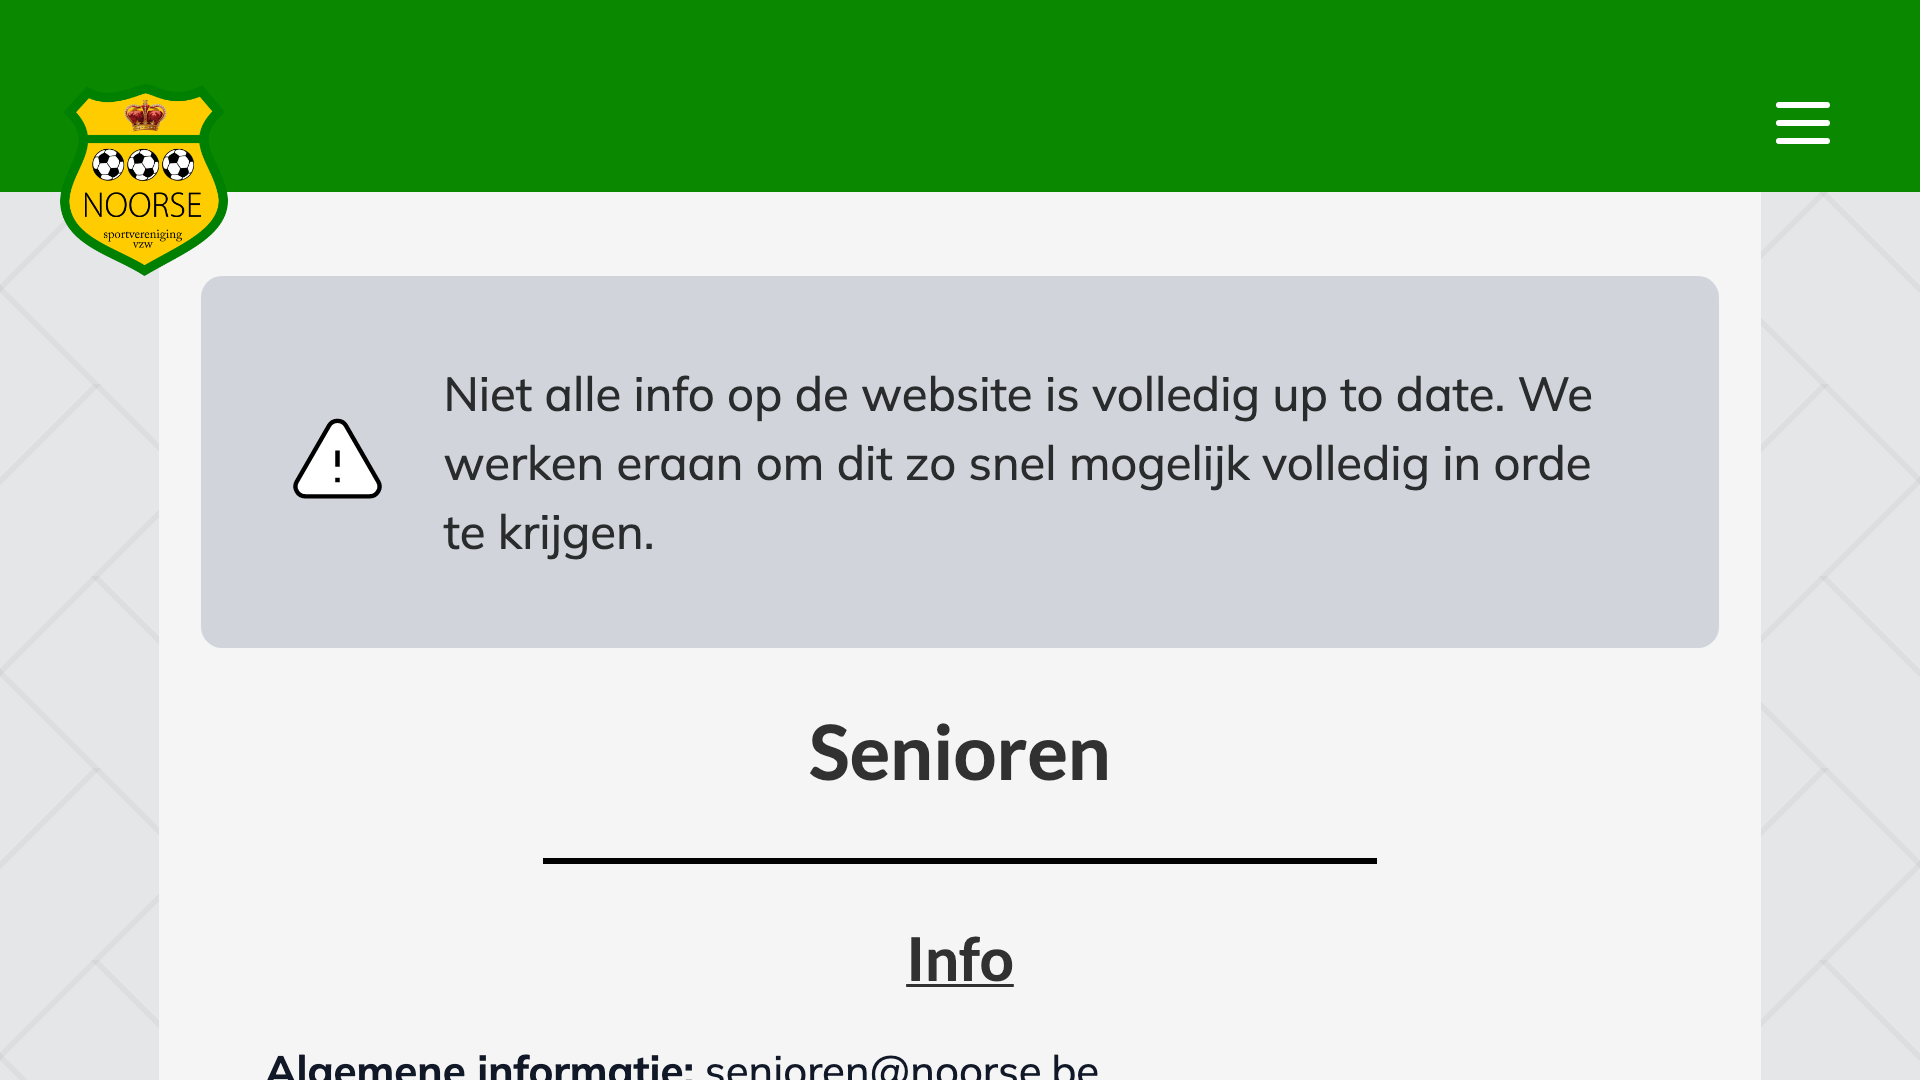 NOORSE
sportvereniging
vzw
Niet alle info op de website is volledig up to date. We
werken eraan om dit zo snel mogelijk volledig in orde
te krijgen.
Senioren
Info
Algemene informatie: senioren@noorse.be